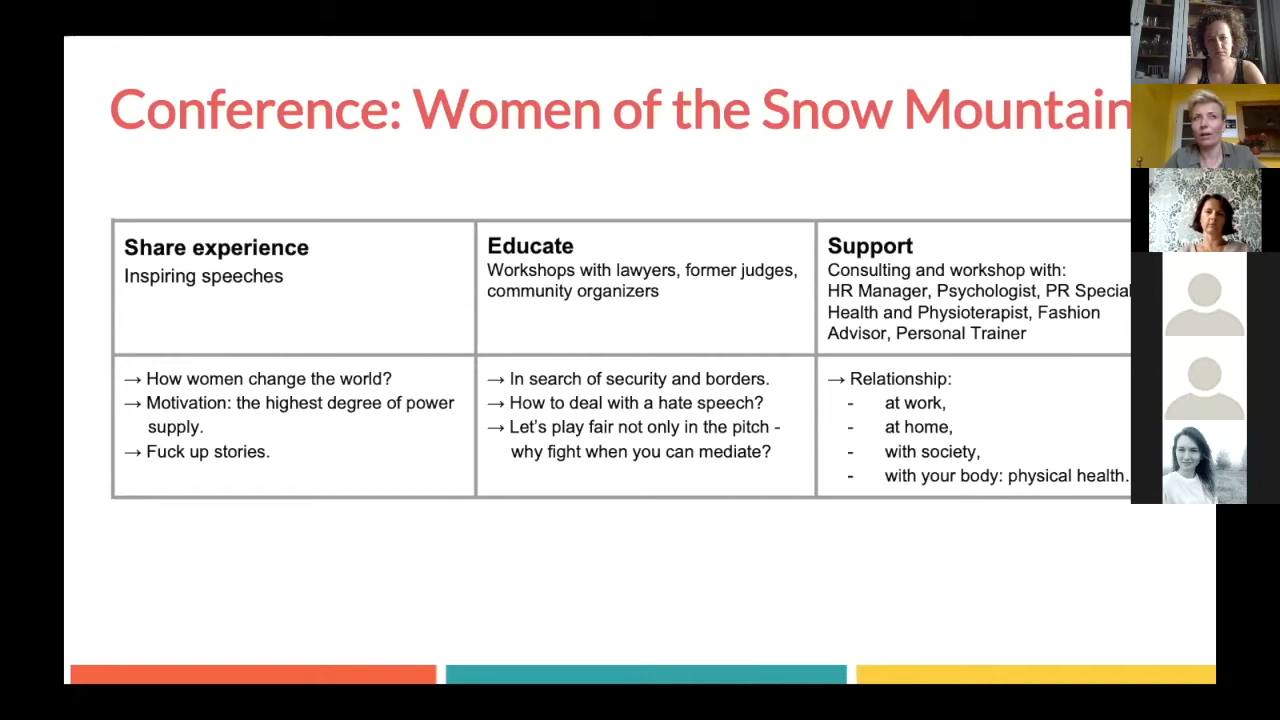 Conference: Women of the Snow Mountain
Share experience
Inspiring speeches
Educate
Workshops with lawyers, former judges,
community organizers
Support
Consulting and workshop with:
HR Manager, Psychologist, PR Special
Health and Physioterapist, Fashion
Advisor, Personal Trainer
→ How women change the world?
→ Motivation: the highest degree of power
supply.
→ Fuck up stories.
→ In search of security and borders.
→ How to deal with a hate speech?
→ Let’s play fair not only in the pitch -
why fight when you can mediate?
→ Relationship:
- at work,
- at home,
- with society,
- with your body: physical health.